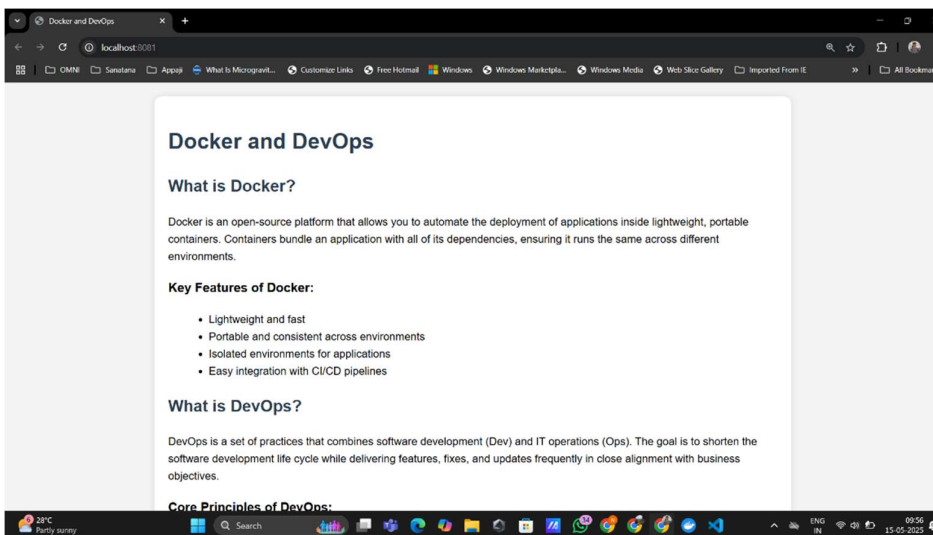 Docker and DevOps
localhost:8081
OMNI Sanatana Appaji What Is Microgravit... Customize Links Free Hotmail Windows Windows Marketpla... Windows Media Web Slice Gallery Imported From IE » All Bookmar
Docker and DevOps
What is Docker?
Docker is an open-source platform that allows you to automate the deployment of applications inside lightweight, portable
containers. Containers bundle an application with all of its dependencies, ensuring it runs the same across different
environments.
Key Features of Docker:
• Lightweight and fast
• Portable and consistent across environments
• Isolated environments for applications
• Easy integration with CI/CD pipelines
What is DevOps?
DevOps is a set of practices that combines software development (Dev) and IT operations (Ops). The goal is to shorten the
software development life cycle while delivering features, fixes, and updates frequently in close alignment with business
objectives.
Core Principles of DevOps:
28°C
Partly sunny
Search
ENG
IN
09:56
15-05-2025